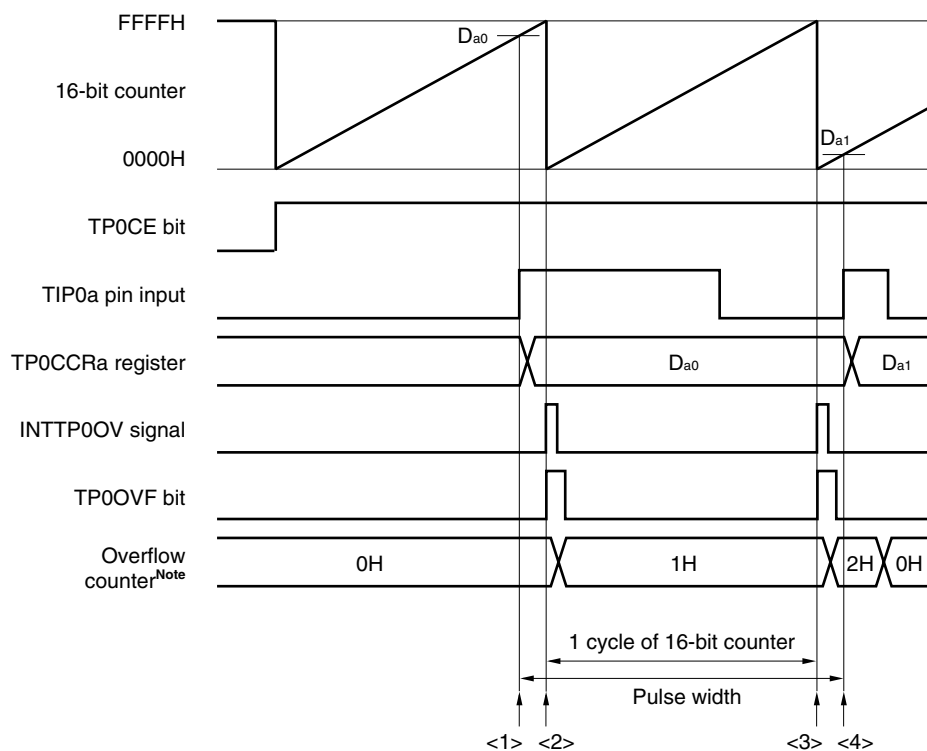 FFFFH
Da0
16-bit counter
0000H
Da1
TP0CE bit
TIP0a pin input
TP0CCRa register
Da0
Da1
INTTP0OV signal
TP0OVF bit
Overflow
counterNote
0H
1H
2H
0H
1 cycle of 16-bit counter
Pulse width
<1> <2> <3> <4>